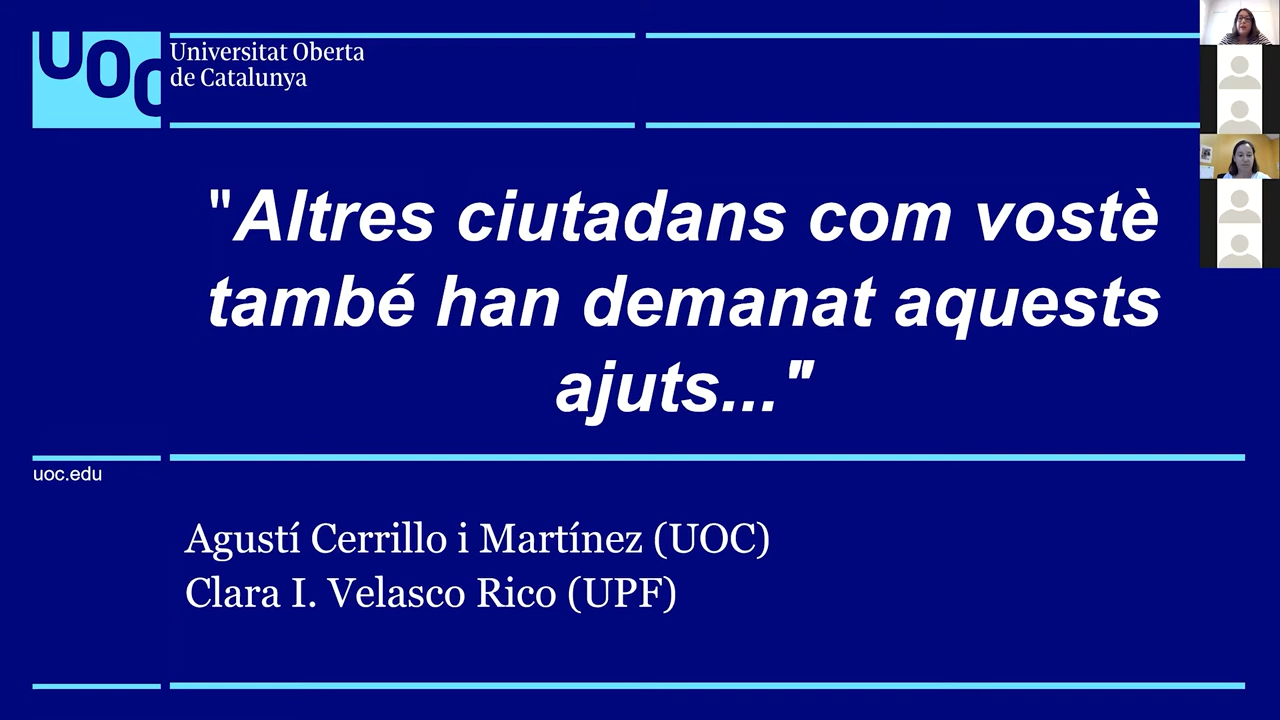 UOC
Universitat Oberta
de Catalunya
"Altres ciutadans com vostè
també han demanat aquests
ajuts..."
uoc.edu
Agustí Cerrillo i Martínez (UOC)
Clara I. Velasco Rico (UPF)